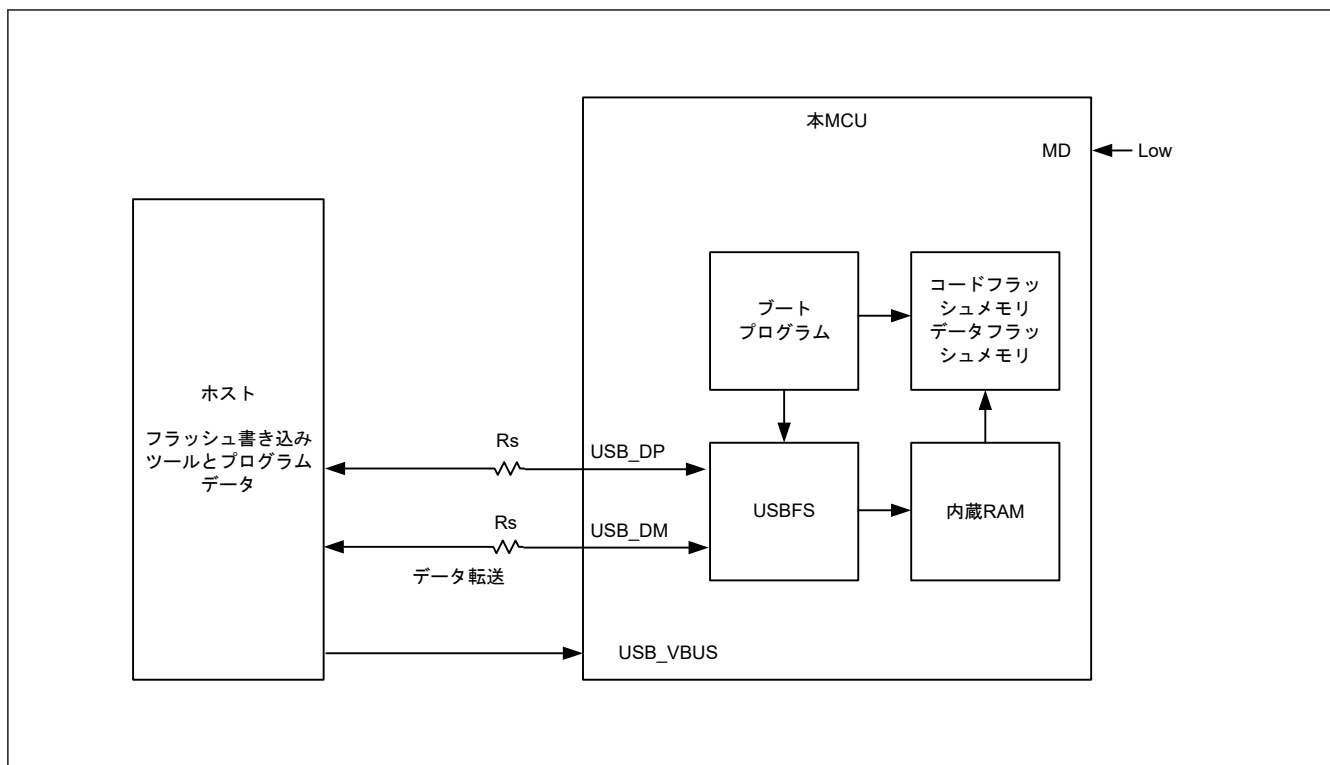 本MCU
MD
Low
ブート
プログラム
コードフラッ
シュメモリ
データフラッ
シュメモリ
ホスト
フラッシュ書き込み
ツールとプログラム
データ
Rs
USB_DP
USBFS
内蔵RAM
Rs
USB_DM
データ転送
USB_VBUS